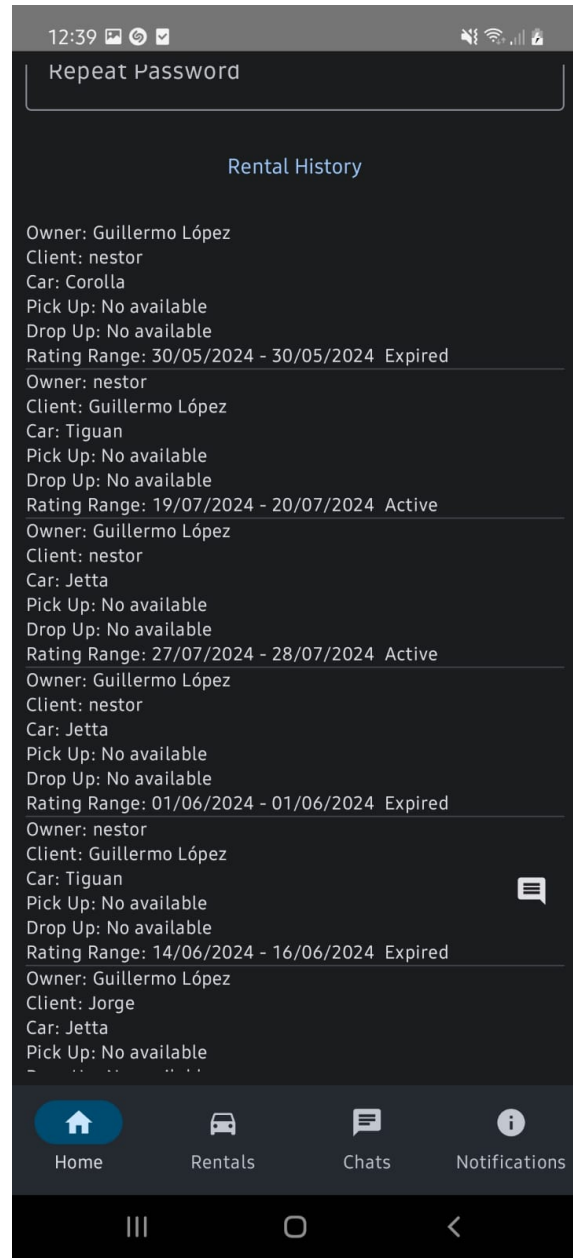 12:39
Repeat Password
Rental History
Owner: Guillermo López
Client: nestor
Car: Corolla
Pick Up: No available
Drop Up: No available
Rating Range: 30/05/2024 - 30/05/2024 Expired
Owner: nestor
Client: Guillermo López
Car: Tiguan
Pick Up: No available
Drop Up: No available
Rating Range: 19/07/2024 - 20/07/2024 Active
Owner: Guillermo López
Client: nestor
Car: Jetta
Pick Up: No available
Drop Up: No available
Rating Range: 27/07/2024 - 28/07/2024 Active
Owner: Guillermo López
Client: nestor
Car: Jetta
Pick Up: No available
Drop Up: No available
Rating Range: 01/06/2024 - 01/06/2024 Expired
Owner: nestor
Client: Guillermo López
Car: Tiguan
Pick Up: No available
Drop Up: No available
Rating Range: 14/06/2024 - 16/06/2024 Expired
Owner: Guillermo López
Client: Jorge
Car: Jetta
Pick Up: No available
Home Rentals Chats Notifications